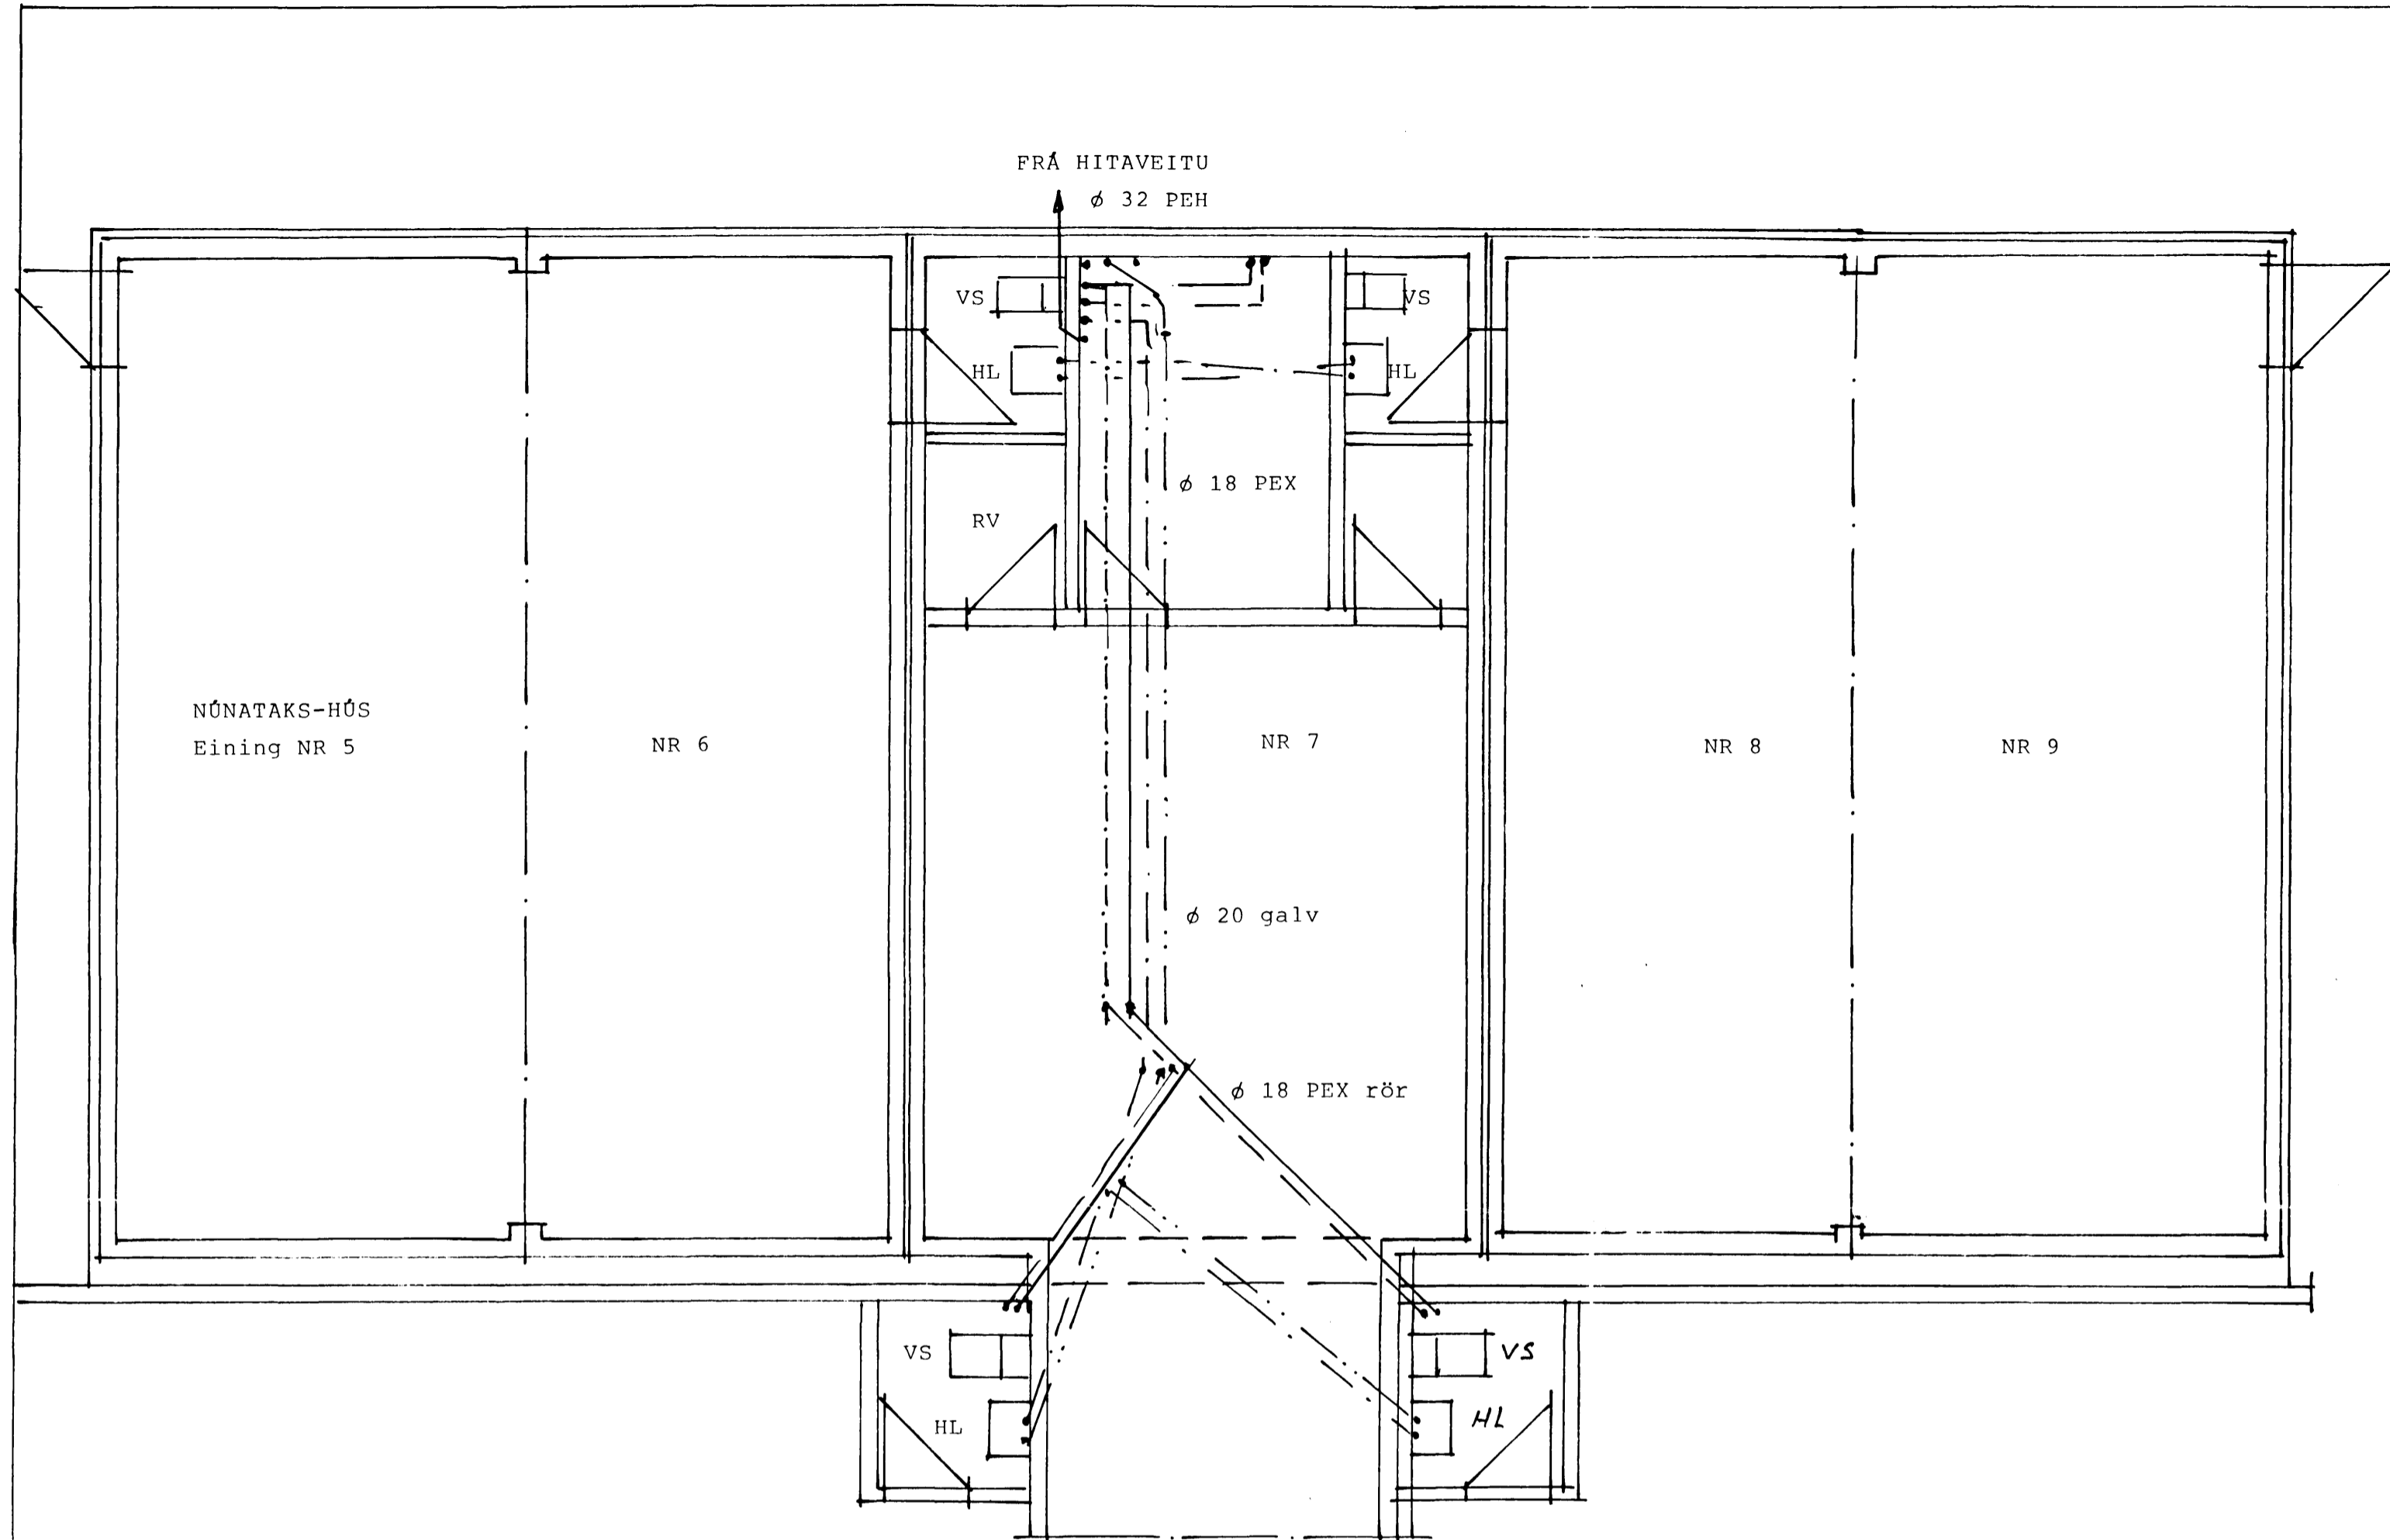 FRÁ HITAVEITU
ϕ 32 PEH
VS
VS
HL
HL
ϕ 18 PEX
RV
NÚNATAKS-HÚS
Eining NR 5
NR 6
NR 7
NR 8
NR 9
ϕ 20 galv
ϕ 18 PEX rör
VS
VS
HL
HL